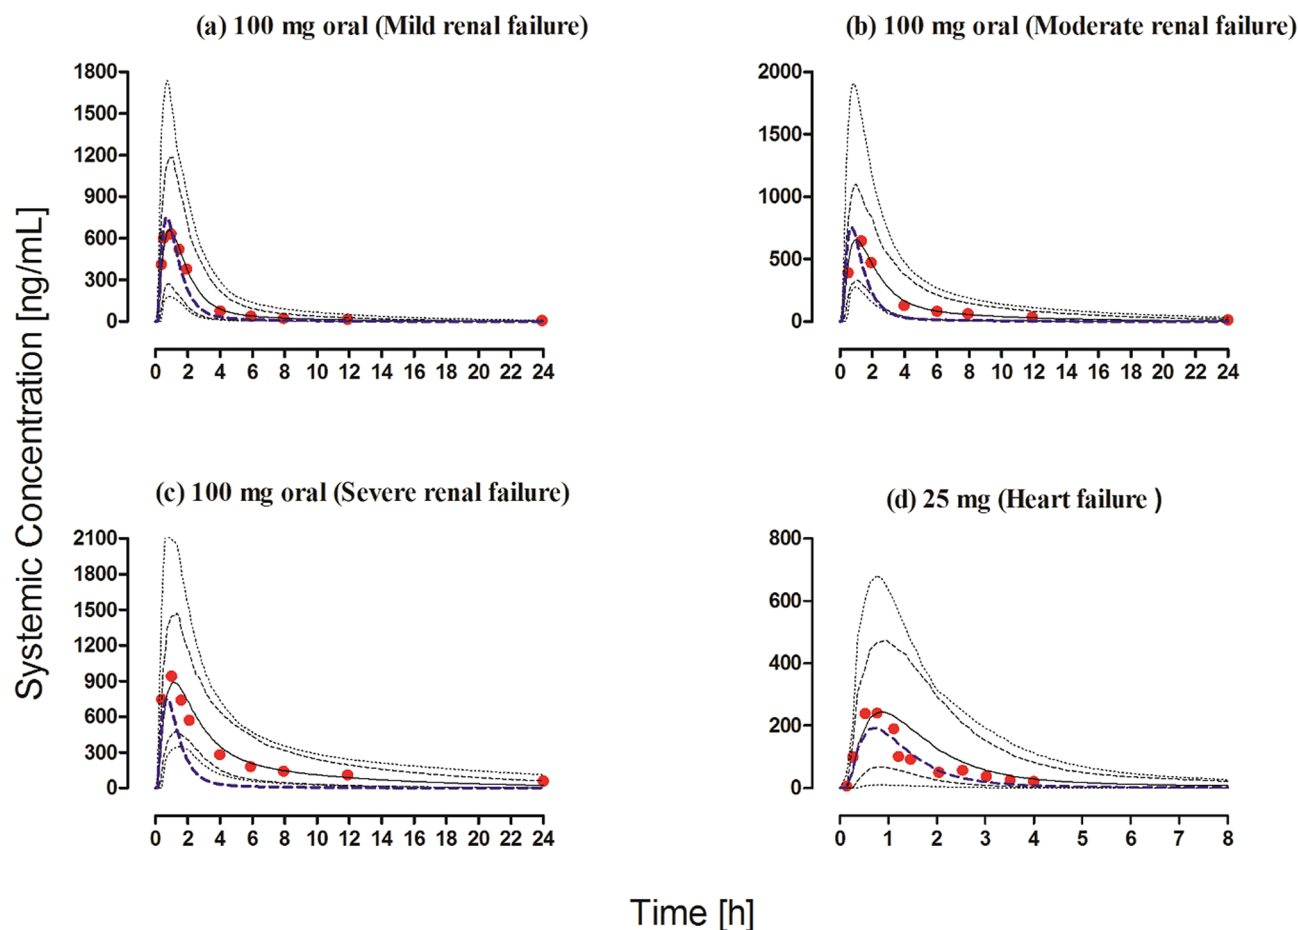 (a) 100 mg oral (Mild renal failure)
1800
1500
1200
900
600
300
0
0 2 4 6 8 10 12 14 16 18 20 22 24
(b) 100 mg oral (Moderate renal failure)
2000
1500
1000
500
0
0 2 4 6 8 10 12 14 16 18 20 22 24
Systemic Concentration [ng/mL]
(c) 100 mg oral (Severe renal failure)
2100
1800
1500
1200
900
600
300
0
0 2 4 6 8 10 12 14 16 18 20 22 24
(d) 25 mg (Heart failure )
800
600
400
200
0
0 1 2 3 4 5 6 7 8
Time [h]